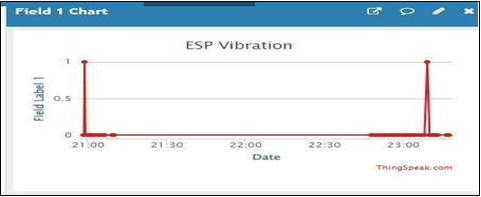 Field 1 Chart
ESP Vibration
Field Label 1
1
0.5
0
21:00 21:30 22:00 22:30 23:00
Date
ThingSpeak.com